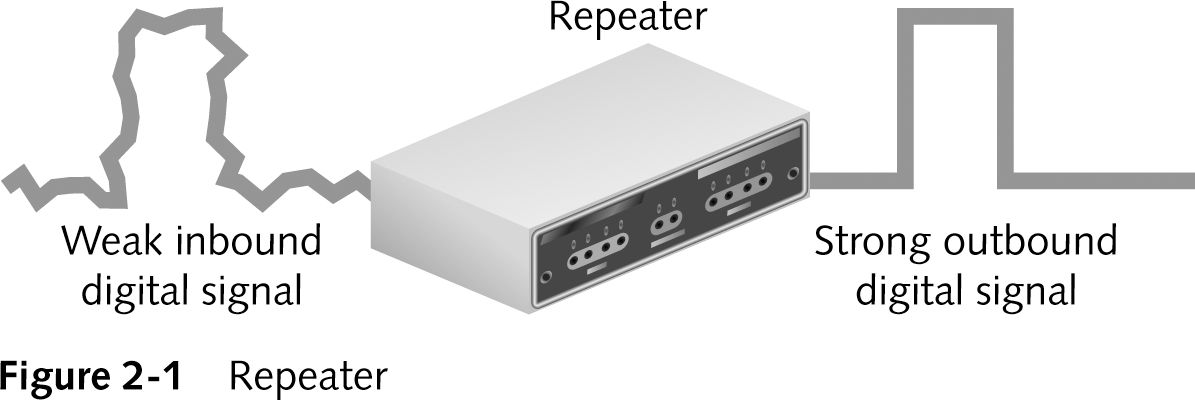 Repeater
Weak inbound
digital signal
Strong outbound
digital signal
Figure 2-1 Repeater